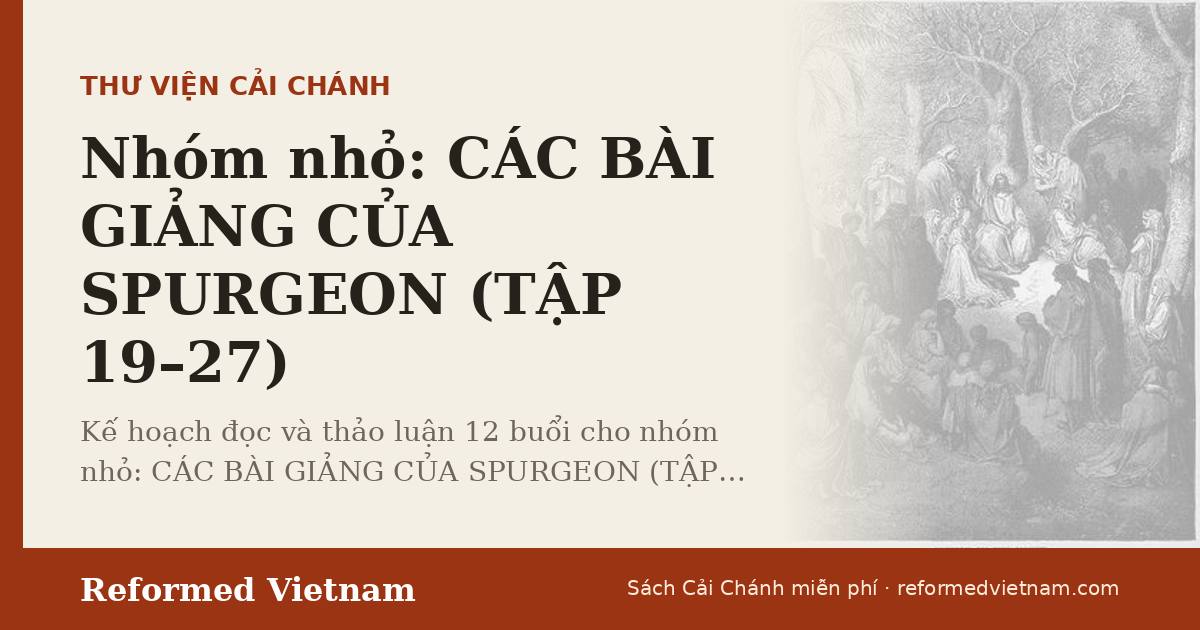 THƯ VIỆN CẢI CHÁNH
Nhóm nhỏ: CÁC BÀI
GIẢNG CỦA
SPURGEON (TẬP
19–27)
Kế hoạch đọc và thảo luận 12 buổi cho nhóm
nhỏ: CÁC BÀI GIẢNG CỦA SPURGEON (TẬP…
Reformed Vietnam
Sách Cải Chánh miễn phí · reformedvietnam.com